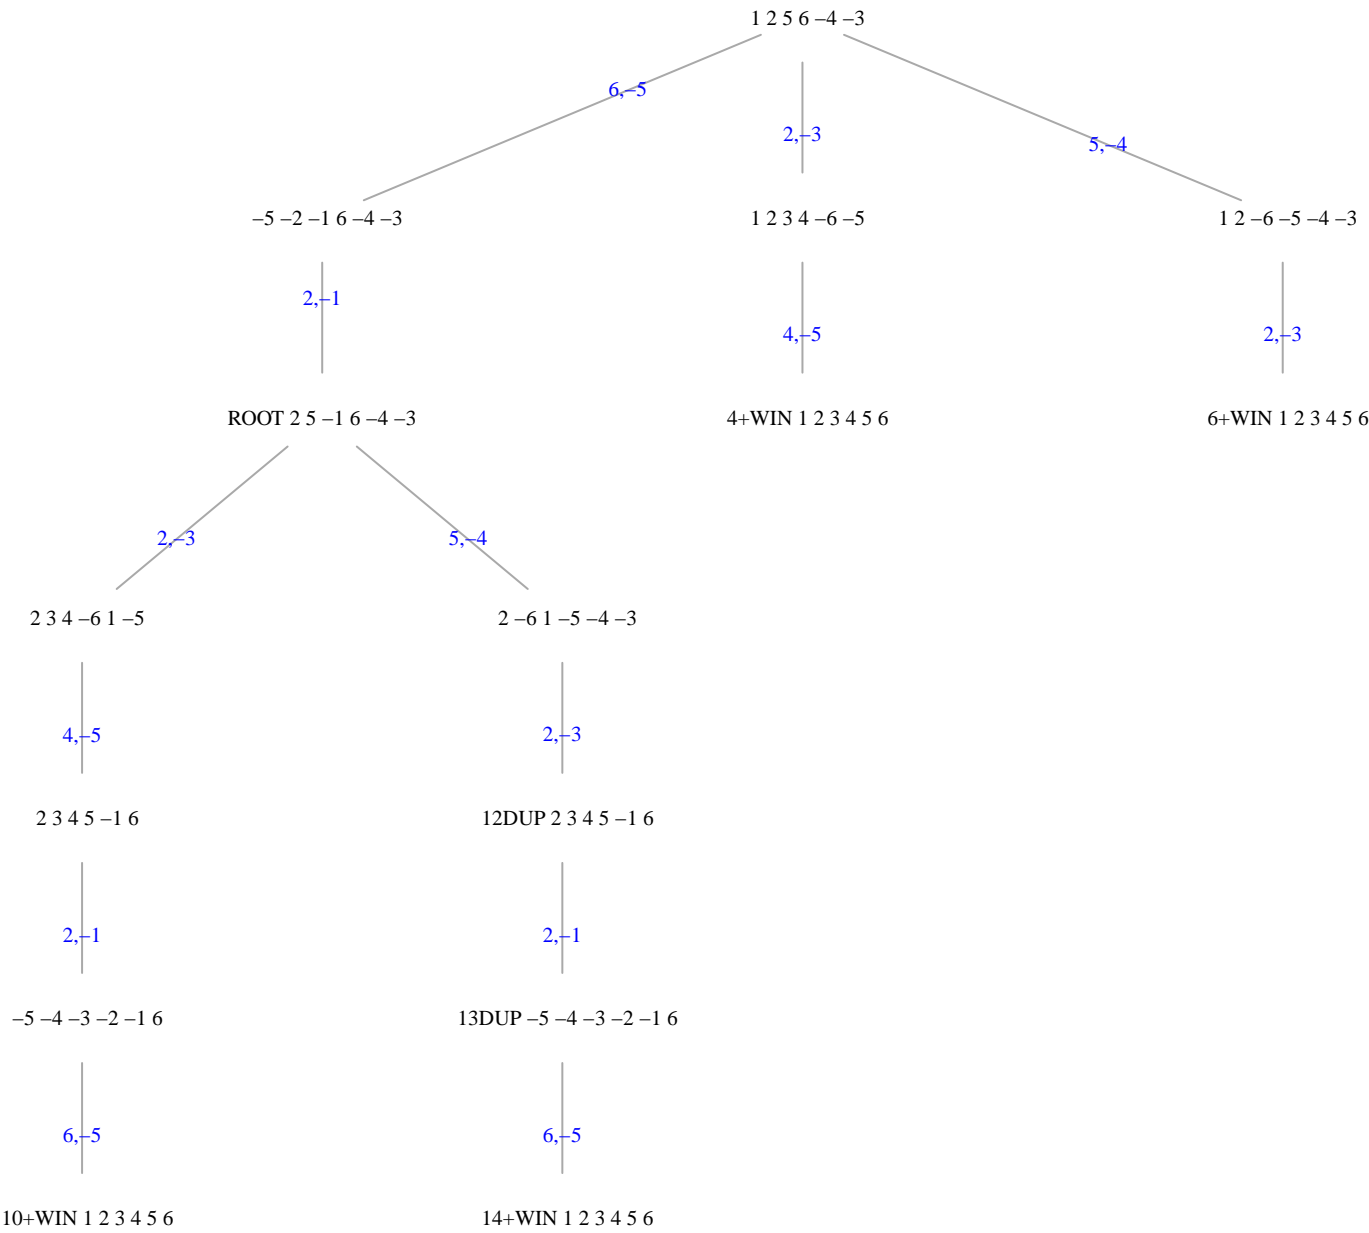 1 2 5 6 –4 –3
6,–5
2,–3
5,–4
–5 –2 –1 6 –4 –3
1 2 3 4 –6 –5
1 2 –6 –5 –4 –3
2,–1
4,–5
2,–3
ROOT 2 5 –1 6 –4 –3
4+WIN 1 2 3 4 5 6
6+WIN 1 2 3 4 5 6
2,–3
5,–4
2 3 4 –6 1 –5
2 –6 1 –5 –4 –3
4,–5
2,–3
2 3 4 5 –1 6
12DUP 2 3 4 5 –1 6
2,–1
2,–1
–5 –4 –3 –2 –1 6
13DUP –5 –4 –3 –2 –1 6
6,–5
6,–5
10+WIN 1 2 3 4 5 6
14+WIN 1 2 3 4 5 6